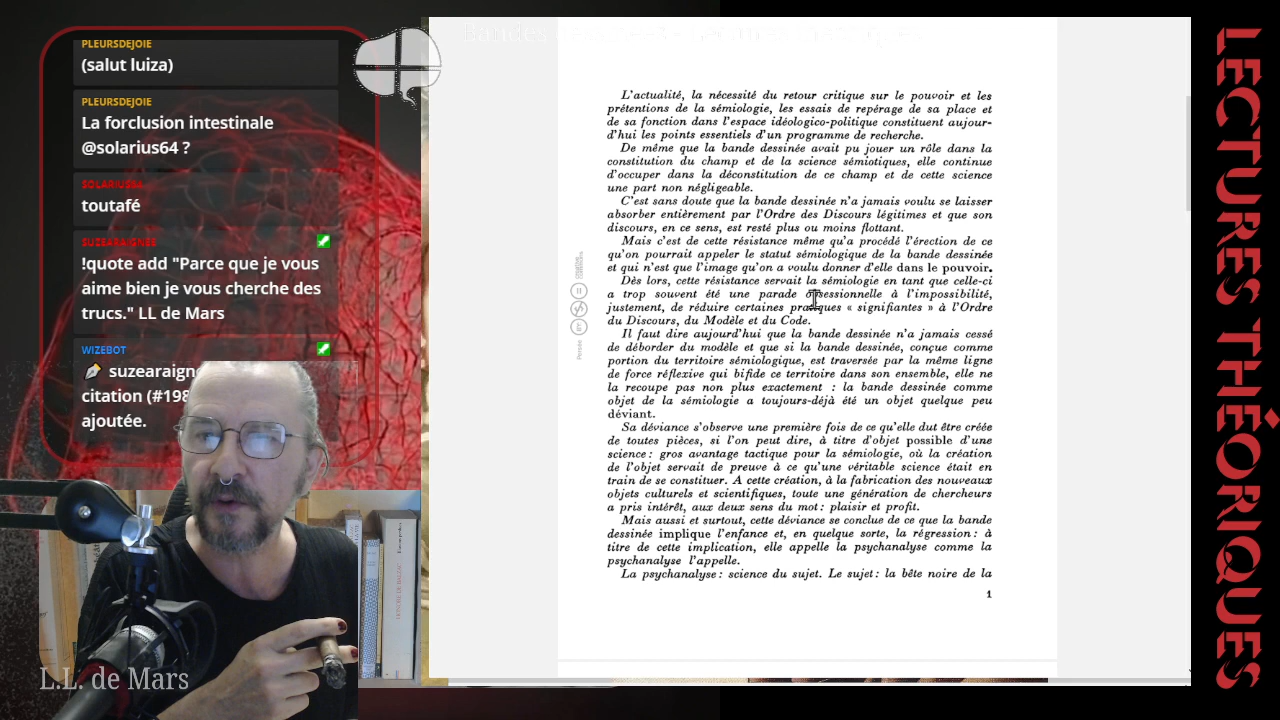 PLEURSDEJOIE
(salut luiza)
PLEURSDEJOIE
La forclusion intestinale
@solarius64 ?
SOLARIUS64
toutafé
SUZEARAIGNEE
!quote add "Parce que je vous
aime bien je vous cherche des
trucs." LL de Mars
WIZEBOT
suzearaigne
citation (#198
ajoutée.
L.L. de Mars
L'actualité, la nécessité du retour critique sur le pouvoir et les
prétentions de la sémiologie, les essais de repérage de sa place et
de sa fonction dans l'espace idéologico-politique constituent aujour-
d'hui les points essentiels d'un programme de recherche.
De même que la bande dessinée avait pu jouer un rôle dans la
constitution du champ et de la science sémiotiques, elle continue
d'occuper dans la déconstitution de ce champ et de cette science
une part non négligeable.
C'est sans doute que la bande dessinée n'a jamais voulu se laisser
absorber entièrement par l'Ordre des Discours légitimes et que son
discours, en ce sens, est resté plus ou moins flottant.
Mais c'est de cette résistance même qu'a procédé l'érection de ce
qu'on pourrait appeler le statut sémiologique de la bande dessinée
et qui n'est que l'image qu'on a voulu donner d'elle dans le pouvoir.
Dès lors, cette résistance servait la sémiologie en tant que celle-ci
a trop souvent été une parade obsessionnelle à l'impossibilité,
justement, de réduire certaines pratiques « signifiantes » à l'Ordre
du Discours, du Modèle et du Code.
Il faut dire aujourd'hui que la bande dessinée n'a jamais cessé
de déborder du modèle et que si la bande dessinée, conçue comme
portion du territoire sémiologique, est traversée par la même ligne
de force réflexive qui bifide ce territoire dans son ensemble, elle ne
la recoupe pas non plus exactement : la bande dessinée comme
objet de la sémiologie a toujours-déjà été un objet quelque peu
déviant.
Sa déviance s'observe une première fois de ce qu'elle dut être créée
de toutes pièces, si l'on peut dire, à titre d'objet possible d'une
science : gros avantage tactique pour la sémiologie, où la création
de l'objet servait de preuve à ce qu'une véritable science était en
train de se constituer. A cette création, à la fabrication des nouveaux
objets culturels et scientifiques, toute une génération de chercheurs
a pris intérêt, aux deux sens du mot : plaisir et profit.
Mais aussi et surtout, cette déviance se conclue de ce que la bande
dessinée implique l'enfance et, en quelque sorte, la régression : à
titre de cette implication, elle appelle la psychanalyse comme la
psychanalyse l'appelle.
La psychanalyse : science du sujet. Le sujet : la bête noire de la
1
Persée
BY
creative commons
LECTURES THÉORIQUES